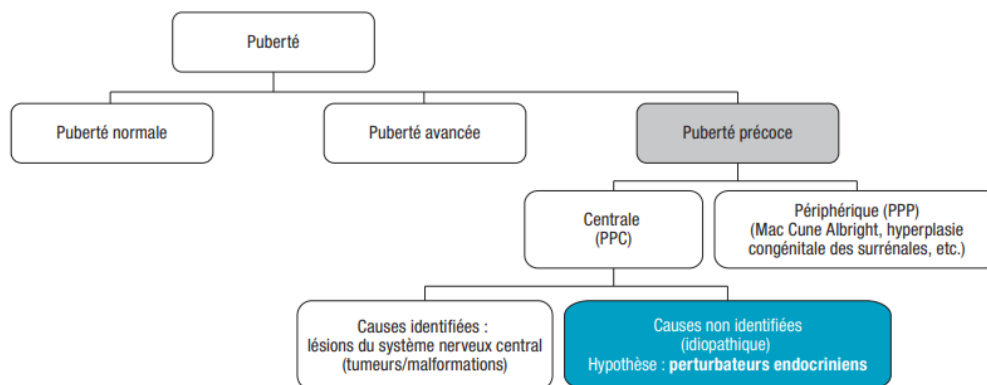 Puberté
Puberté normale
Puberté avancée
Puberté précoce
Centrale
(PPC)
Périphérique (PPP)
(Mac Cune Albright, hyperplasie
congénitale des surrénales, etc.)
Causes identifiées :
lésions du système nerveux central
(tumeurs/malformations)
Causes non identifiées
(idiopathique)
Hypothèse : perturbateurs endocriniens